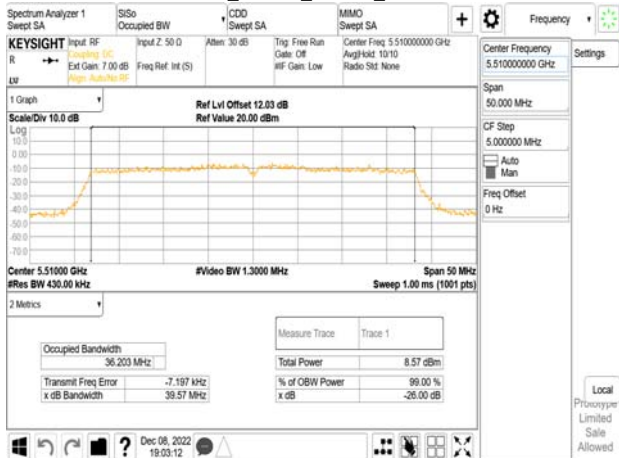 Spectrum Analyzer 1
Swept SA
SiSo
Occupied BW
CDD
Swept SA
MIMO
Swept SA
+
Frequency
KEYSIGHT
R
LVI
Input: RF
Coupling: DC
Ext Gain: 7.00 dB
Align: Auto/No RF
Input Z: 50 Ω
Freq Ref: Int (S)
Atten: 30 dB
Trig: Free Run
Gate: Off
#IF Gain: Low
Center Freq: 5.510000000 GHz
Avg|Hold: 10/10
Radio Std: None
Center Frequency
5.510000000 GHz
Settings
Span
50.000 MHz
CF Step
5.000000 MHz
Auto
Man
Freq Offset
0 Hz
1 Graph
Scale/Div 10.0 dB
Ref Lvl Offset 12.03 dB
Ref Value 20.00 dBm
Log
10.0
0.00
-10.0
-20.0
-30.0
-40.0
-50.0
-60.0
-70.0
Center 5.51000 GHz
#Res BW 430.00 kHz
#Video BW 1.3000 MHz
Span 50 MHz
Sweep 1.00 ms (1001 pts)
2 Metrics
Measure Trace
Trace 1
Occupied Bandwidth
36.203 MHz
Total Power
8.57 dBm
Transmit Freq Error
-7.197 kHz
% of OBW Power
99.00 %
x dB Bandwidth
39.57 MHz
x dB
-26.00 dB
Local
Prototype
Limited
Sale
Allowed
?
Dec 08, 2022
19:03:12